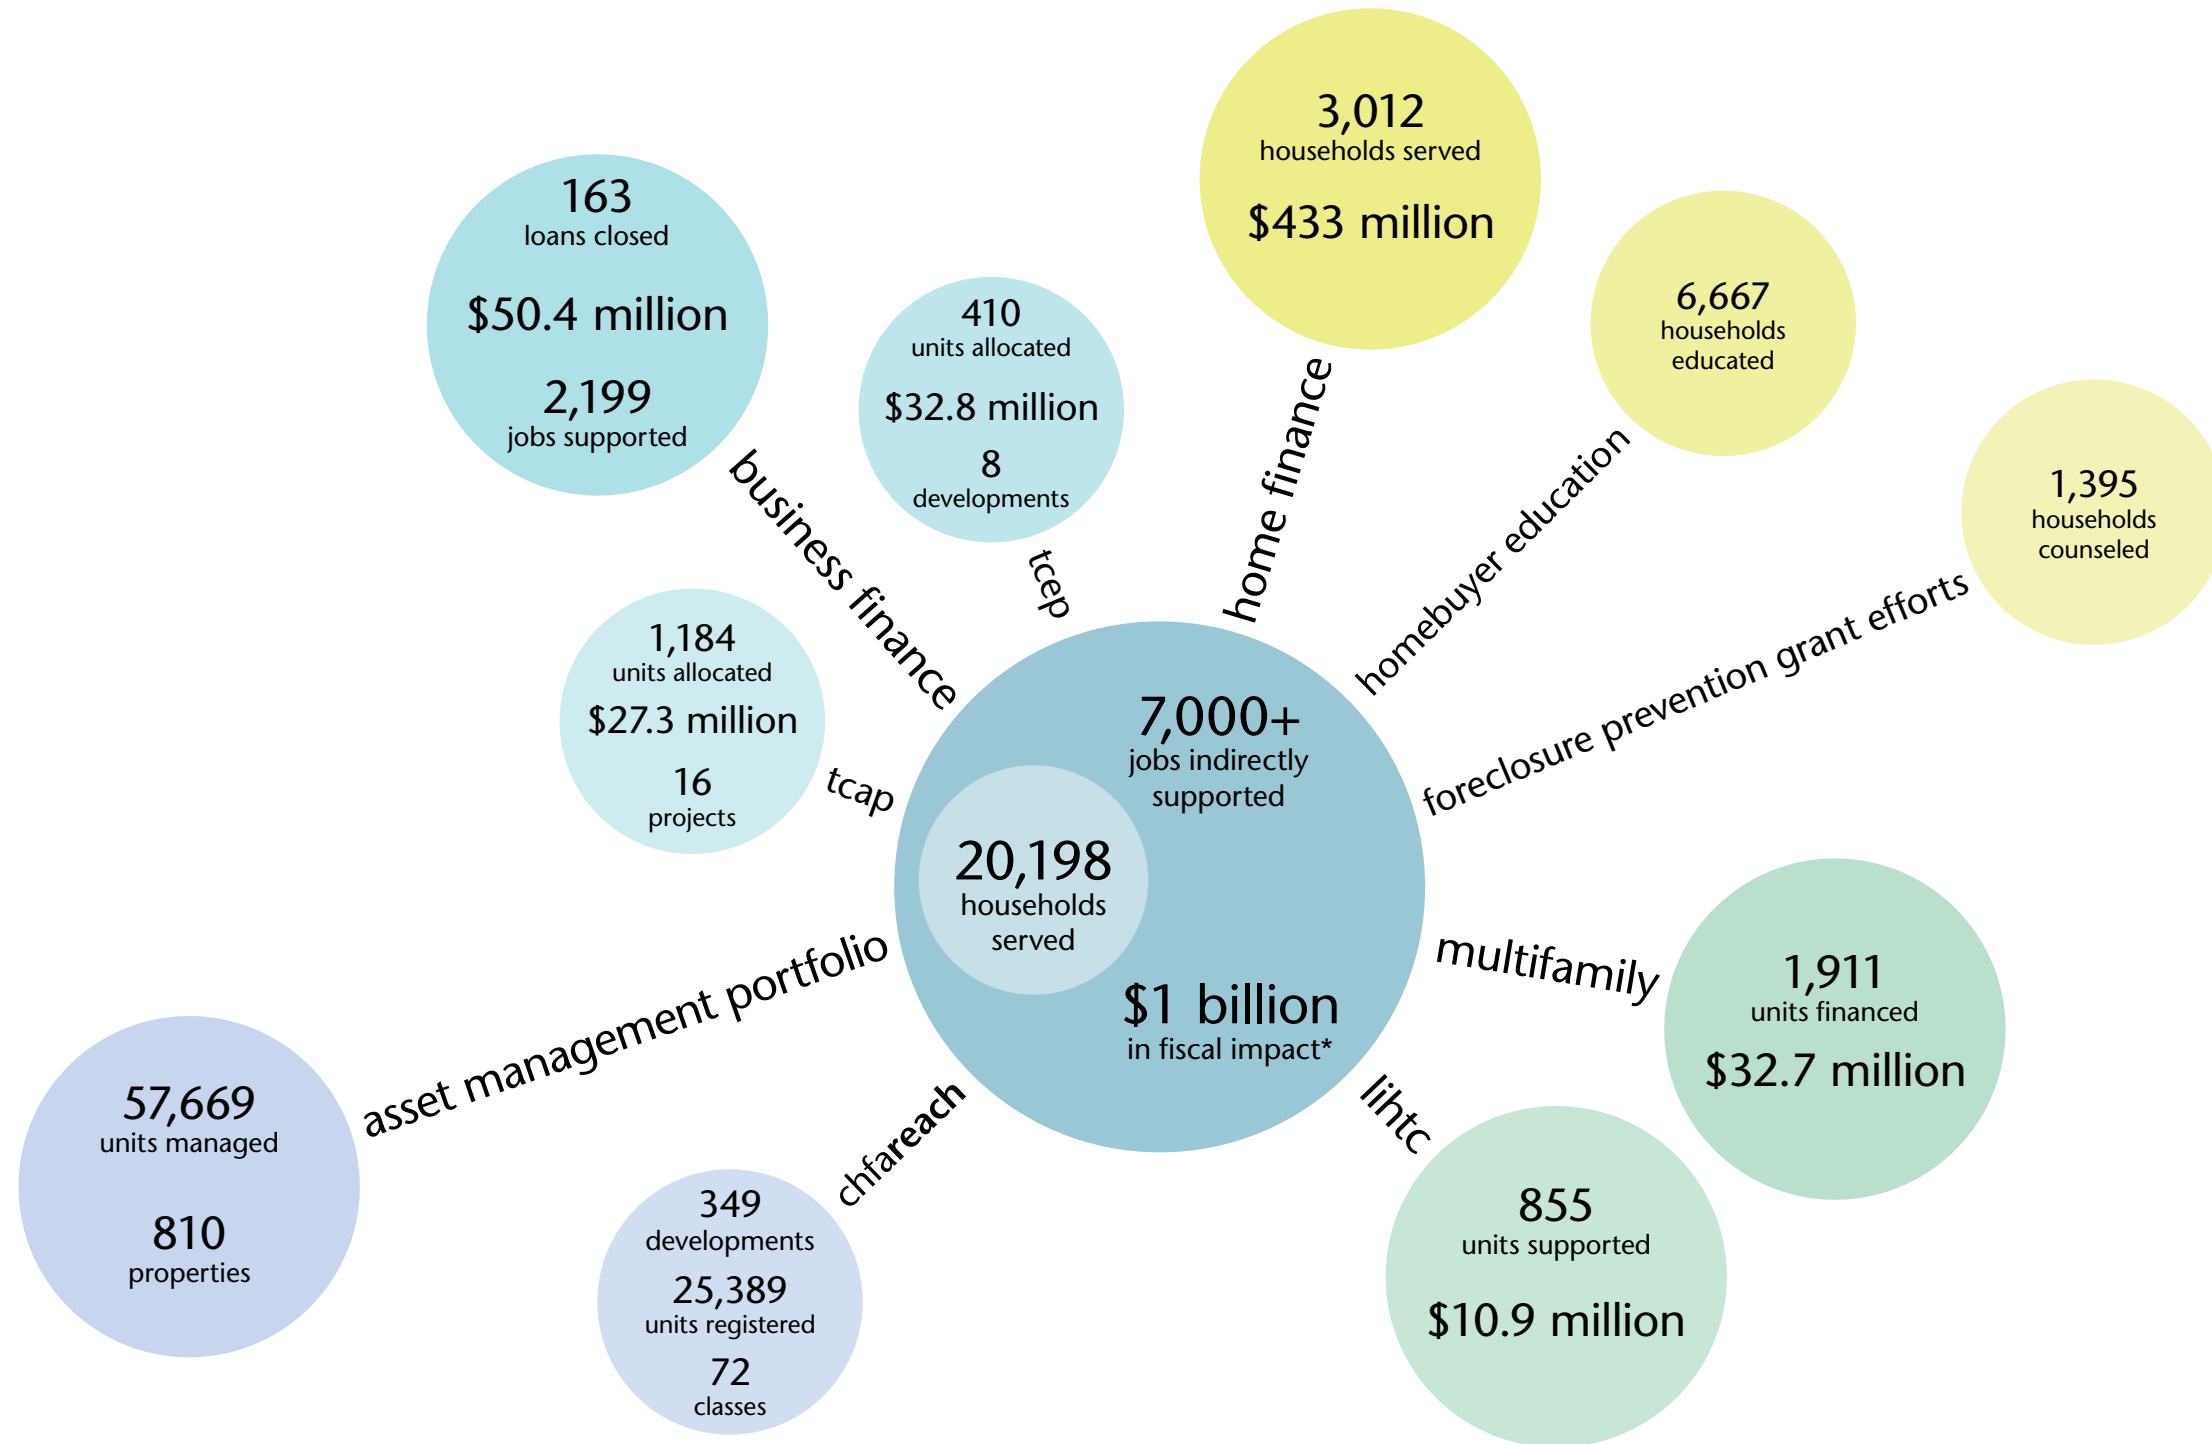 3,012
households served
$433 million
home finance
163
loans closed
$50.4 million
2,199
jobs supported
business finance
410
units allocated
$32.8 million
8
developments
tcep
6,667
households
educated
homebuyer education
1,395
households
counseled
foreclosure prevention grant efforts
1,184
units allocated
$27.3 million
16
projects
tcap
7,000+
jobs indirectly
supported
20,198
households
served
$1 billion
in fiscal impact*
multifamily
1,911
units financed
$32.7 million
lihtc
855
units supported
$10.9 million
asset management portfolio
57,669
units managed
810
properties
chfareach
349
developments
25,389
units registered
72
classes